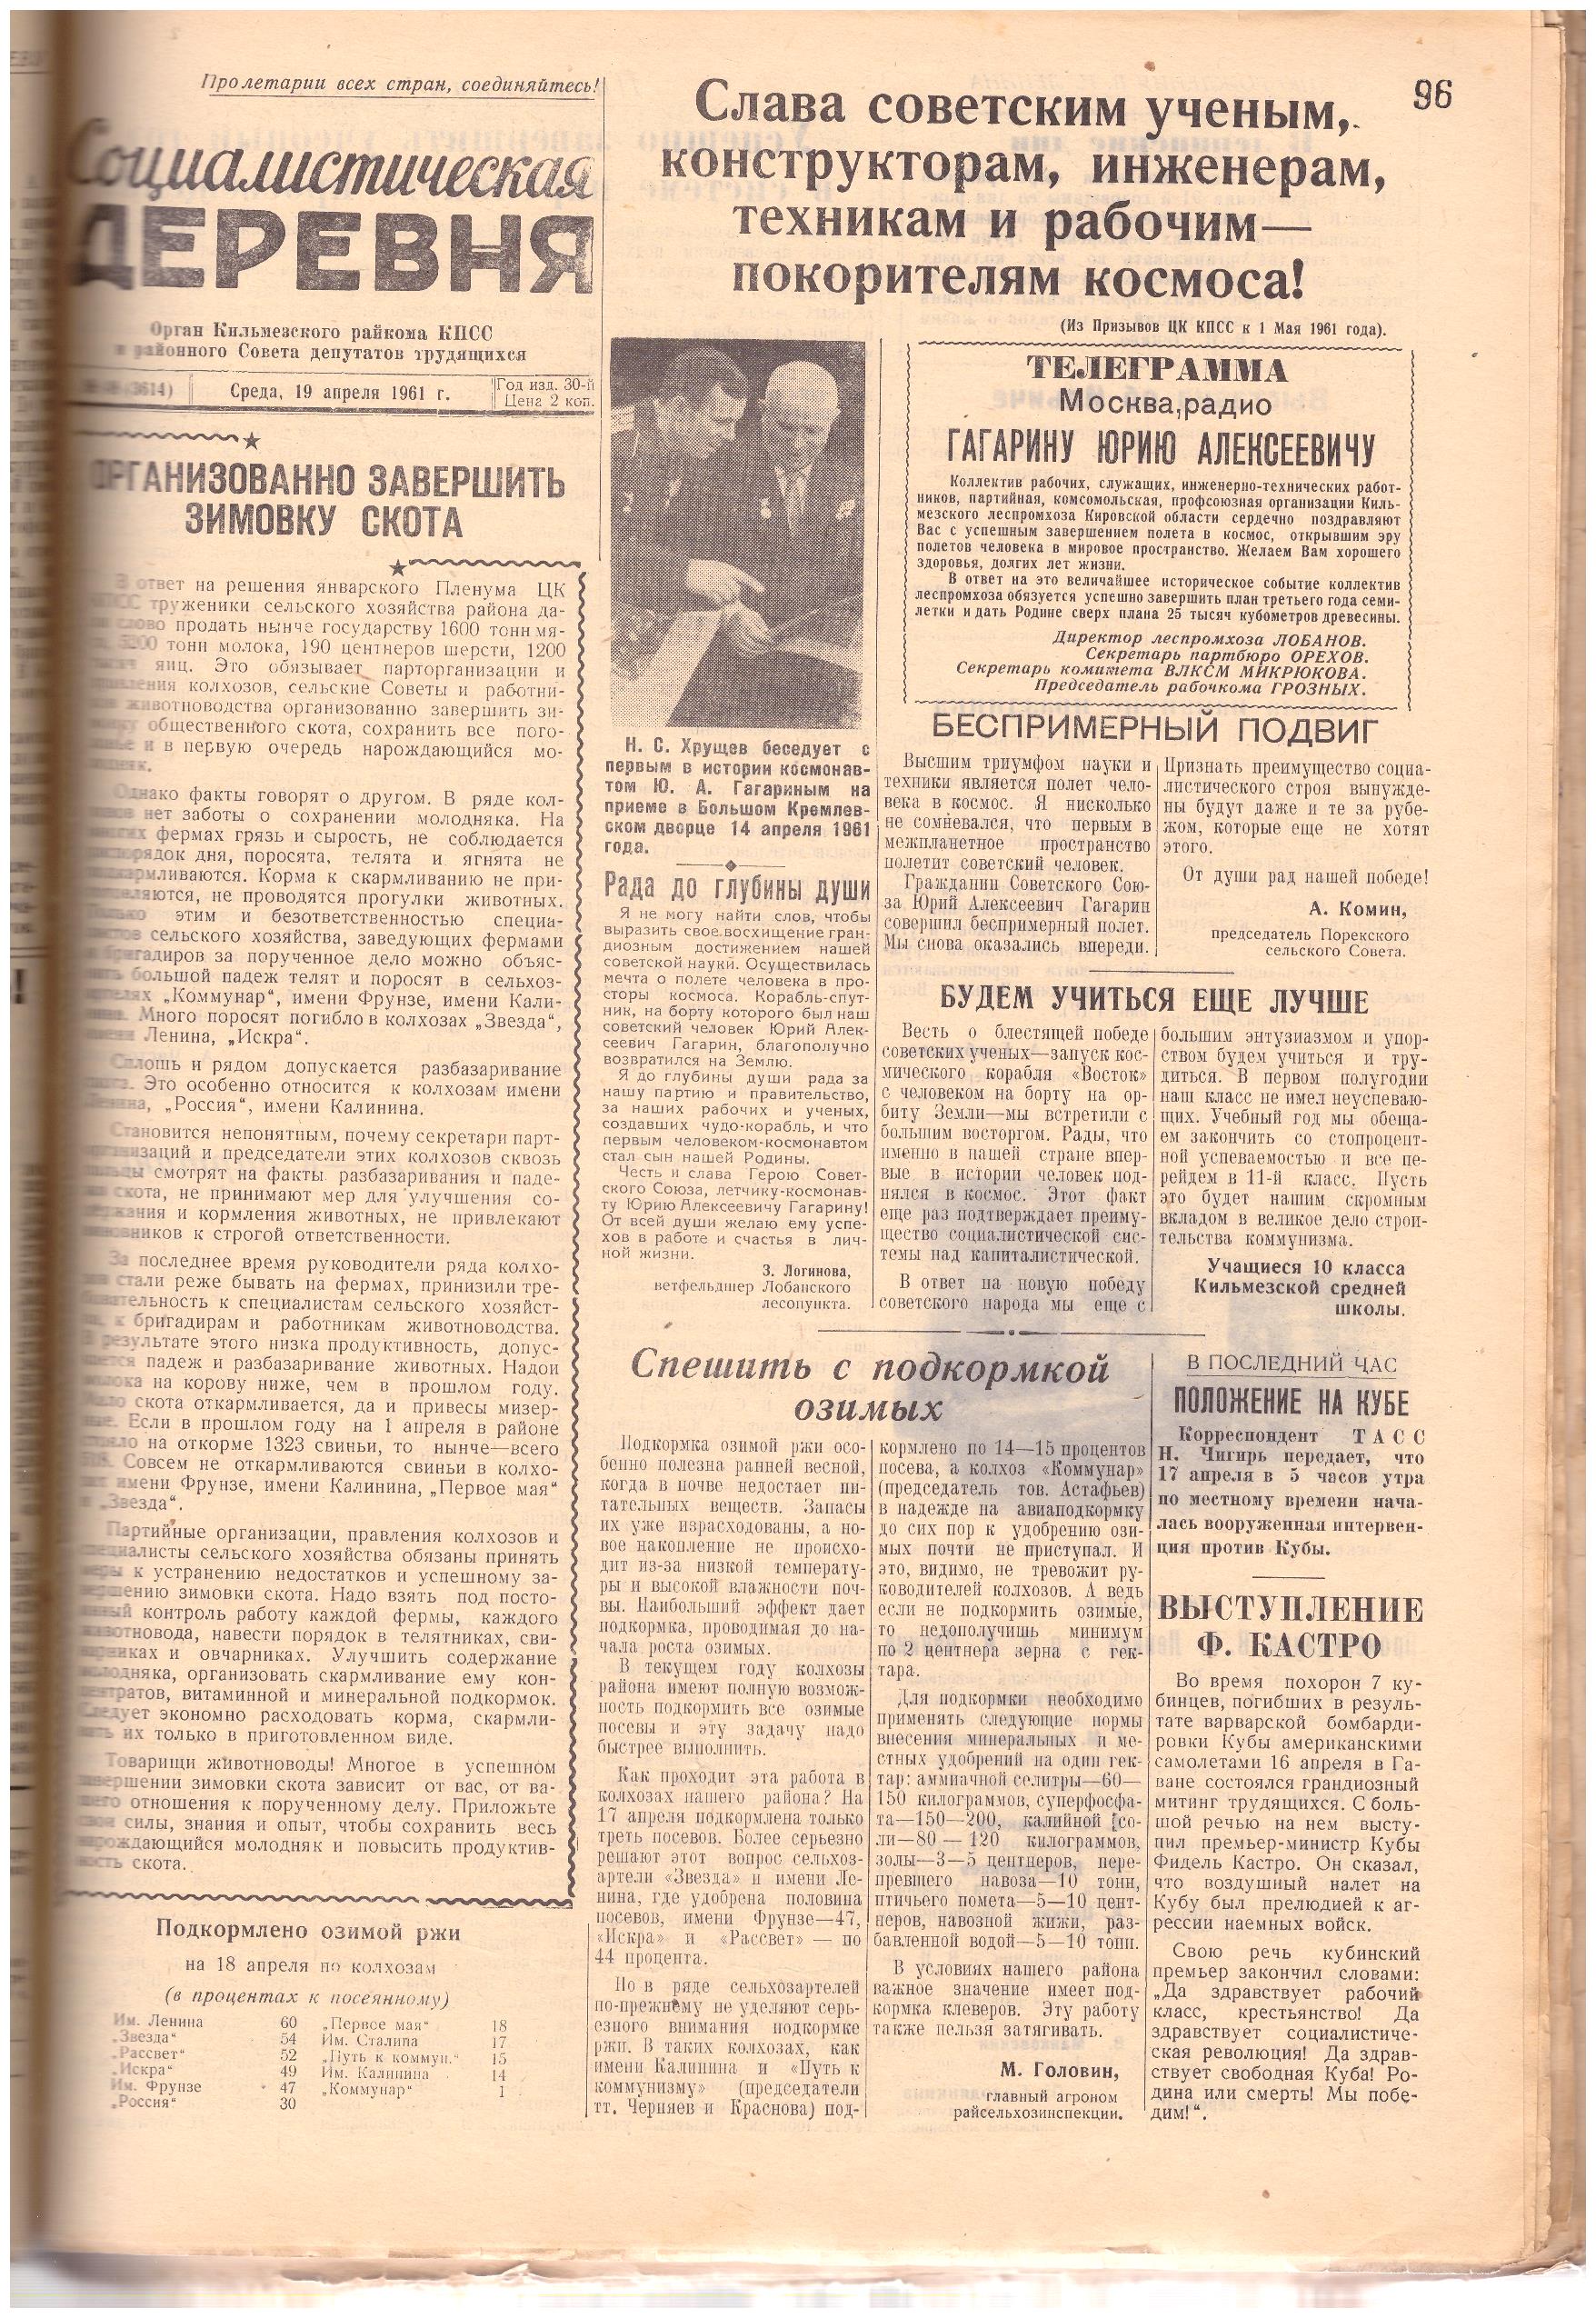 Пролетарии всех стран, соединяйтесь!
Социалистическая
ДЕРЕВНЯ
Орган Кильмезского райкома КПСС
и районного Совета депутатов трудящихся
(3614)
Среда, 19 апреля 1961 г.
Год изд. 30-й
Цена 2 коп.
96
Слава советским ученым,
конструкторам, инженерам,
техникам и рабочим—
покорителям космоса!
(Из Призывов ЦК КПСС к 1 Мая 1961 года).
ОРГАНИЗОВАННО ЗАВЕРШИТЬ
ЗИМОВКУ СКОТА
В ответ на решения январского Пленума ЦК
КПСС труженики сельского хозяйства района да-
слово продать нынче государству 1600 тонн мя-
тонн молока, 190 центнеров шерсти, 1200
яиц. Это обязывает парторганизации и
колхозов, сельские Советы и работни-
животноводства организованно завершить зи-
общественного скота, сохранить все пого-
и в первую очередь нарождающийся мо-
лодняк.
Однако факты говорят о другом. В ряде кол-
хозов нет заботы о сохранении молодняка. На
многих фермах грязь и сырость, не соблюдается
распорядок дня, поросята, телята и ягнята не
подкармливаются. Корма к скармливанию не при-
готовляются, не проводятся прогулки животных.
Только этим и безответственностью специа-
листов сельского хозяйства, заведующих фермами
и бригадиров за порученное дело можно объяс-
нить большой падеж телят и поросят в сельхоз-
артелях „Коммунар“, имени Фрунзе, имени Кали-
нина. Много поросят погибло в колхозах „Звезда“,
имени Ленина, „Искра“.
Сплошь и рядом допускается разбазаривание
скота. Это особенно относится к колхозам имени
Ленина, „Россия“, имени Калинина.
Становится непонятным, почему секретари парт-
организаций и председатели этих колхозов сквозь
пальцы смотрят на факты разбазаривания и паде-
жа скота, не принимают мер для улучшения со-
держания и кормления животных, не привлекают
виновников к строгой ответственности.
За последнее время руководители ряда колхо-
зов стали реже бывать на фермах, принизили тре-
бовательность к специалистам сельского хозяйст-
ва, к бригадирам и работникам животноводства.
В результате этого низка продуктивность, допус-
кается падеж и разбазаривание животных. Надои
молока на корову ниже, чем в прошлом году.
Мало скота откармливается, да и привесы мизер-
ные. Если в прошлом году на 1 апреля в районе
стояло на откорме 1323 свиньи, то нынче—всего
Совсем не откармливаются свиньи в колхо-
зах имени Фрунзе, имени Калинина, „Первое мая“
и „Звезда“.
Партийные организации, правления колхозов и
специалисты сельского хозяйства обязаны принять
меры к устранению недостатков и успешному за-
вершению зимовки скота. Надо взять под посто-
янный контроль работу каждой фермы, каждого
животновода, навести порядок в телятниках, сви-
нарниках и овчарниках. Улучшить содержание
молодняка, организовать скармливание ему кон-
центратов, витаминной и минеральной подкормок.
Следует экономно расходовать корма, скармли-
вать их только в приготовленном виде.
Товарищи животноводы! Многое в успешном
завершении зимовки скота зависит от вас, от ва-
шего отношения к порученному делу. Приложьте
свои силы, знания и опыт, чтобы сохранить весь
нарождающийся молодняк и повысить продуктив-
ность скота.
Подкормлено озимой ржи
на 18 апреля по колхозам
(в процентах к посеянному)
Им. Ленина 60 „Первое мая“ 18
„Звезда“ 54 Им. Сталина 17
„Рассвет“ 52 „Путь к коммун.“ 15
„Искра“ 49 Им. Калинина 14
Им. Фрунзе 47 „Коммунар“ 1
„Россия“ 30
Н. С. Хрущев беседует с
первым в истории космонав-
том Ю. А. Гагариным на
приеме в Большом Кремлев-
ском дворце 14 апреля 1961
года.
Рада до глубины души
Я не могу найти слов, чтобы
выразить свое восхищение гран-
диозным достижением нашей
советской науки. Осуществилась
мечта о полете человека в про-
сторы космоса. Корабль-спут-
ник, на борту которого был наш
советский человек Юрий Алек-
сеевич Гагарин, благополучно
возвратился на Землю.
Я до глубины души рада за
нашу партию и правительство,
за наших рабочих и ученых,
создавших чудо-корабль, и что
первым человеком-космонавтом
стал сын нашей Родины.
Честь и слава Герою Совет-
ского Союза, летчику-космонав-
ту Юрию Алексеевичу Гагарину!
От всей души желаю ему успе-
хов в работе и счастья в лич-
ной жизни.
З. Логинова,
ветфельдшер Лобанского
лесопункта.
ТЕЛЕГРАММА
Москва,радио
ГАГАРИНУ ЮРИЮ АЛЕКСЕЕВИЧУ
Коллектив рабочих, служащих, инженерно-технических работ-
ников, партийная, комсомольская, профсоюзная организации Киль-
мезского леспромхоза Кировской области сердечно поздравляют
Вас с успешным завершением полета в космос, открывшим эру
полетов человека в мировое пространство. Желаем Вам хорошего
здоровья, долгих лет жизни.
В ответ на это величайшее историческое событие коллектив
леспромхоза обязуется успешно завершить план третьего года семи-
летки и дать Родине сверх плана 25 тысяч кубометров древесины.
Директор леспромхоза ЛОБАНОВ.
Секретарь партбюро ОРЕХОВ.
Секретарь комитета ВЛКСМ МИКРЮКОВА.
Председатель рабочкома ГРОЗНЫХ.
БЕСПРИМЕРНЫЙ ПОДВИГ
Высшим триумфом науки и
техники является полет чело-
века в космос. Я нисколько
не сомневался, что первым в
межпланетное пространство
полетит советский человек.
Гражданин Советского Сою-
за Юрий Алексеевич Гагарин
совершил беспримерный полет.
Мы снова оказались впереди.
Признать преимущество социа-
листического строя вынужде-
ны будут даже и те за рубе-
жом, которые еще не хотят
этого.
От души рад нашей победе!
А. Комин,
председатель Порекского
сельского Совета.
БУДЕМ УЧИТЬСЯ ЕЩЕ ЛУЧШЕ
Весть о блестящей победе
советских ученых—запуск кос-
мического корабля «Восток»
с человеком на борту на ор-
биту Земли—мы встретили с
большим восторгом. Рады, что
именно в нашей стране впер-
вые в истории человек под-
нялся в космос. Этот факт
еще раз подтверждает преиму-
щество социалистической сис-
темы над капиталистической.
В ответ на новую победу
советского народа мы еще с
большим энтузиазмом и упор-
ством будем учиться и тру-
диться. В первом полугодии
наш класс не имел неуспеваю-
щих. Учебный год мы обеща-
ем закончить со стопроцент-
ной успеваемостью и все пе-
рейдем в 11-й класс. Пусть
это будет нашим скромным
вкладом в великое дело строи-
тельства коммунизма.
Учащиеся 10 класса
Кильмезской средней
школы.
Спешить с подкормкой
озимых
Подкормка озимой ржи осо-
бенно полезна ранней весной,
когда в почве недостает пи-
тательных веществ. Запасы
их уже израсходованы, а но-
вое накопление не происхо-
дит из-за низкой температу-
ры и высокой влажности поч-
вы. Наибольший эффект дает
подкормка, проводимая до на-
чала роста озимых.
В текущем году колхозы
района имеют полную возмож-
ность подкормить все озимые
посевы и эту задачу надо
быстрее выполнить.
Как проходит эта работа в
колхозах нашего района? На
17 апреля подкормлена только
треть посевов. Более серьезно
решают этот вопрос сельхоз-
артели «Звезда» и имени Ле-
нина, где удобрена половина
посевов, имени Фрунзе—47,
«Искра» и «Рассвет» — по
44 процента.
Но в ряде сельхозартелей
по-прежнему не уделяют серь-
езного внимания подкормке
ржи. В таких колхозах, как
имени Калинина и «Путь к
коммунизму» (председатели
тт. Черняев и Краснова) под-
кормлено по 14—15 процентов
посева, а колхоз «Коммунар»
(председатель тов. Астафьев)
в надежде на авиаподкормку
до сих пор к удобрению ози-
мых почти не приступал. И
это, видимо, не тревожит ру-
ководителей колхозов. А ведь
если не подкормить озимые,
то недополучишь минимум
по 2 центнера зерна с гек-
тара.
Для подкормки необходимо
применять следующие нормы
внесения минеральных и ме-
стных удобрений на один гек-
тар: аммиачной селитры—60—
150 килограммов, суперфосфа-
та—150—200, калийной со-
ли—80 — 120 килограммов,
золы—3—5 центнеров, пере-
превшего навоза—10 тонн,
птичьего помета—5—10 цент-
неров, навозной жижи, раз-
бавленной водой—5—10 тонн.
В условиях нашего района
важное значение имеет под-
кормка клеверов. Эту работу
также нельзя затягивать.
М. Головин,
главный агроном
райсельхозинспекции.
В ПОСЛЕДНИЙ ЧАС
ПОЛОЖЕНИЕ НА КУБЕ
Корреспондент ТАСС
Н. Чигирь передает, что
17 апреля в 5 часов утра
по местному времени нача-
лась вооруженная интервен-
ция против Кубы.
ВЫСТУПЛЕНИЕ
Ф. КАСТРО
Во время похорон 7 ку-
бинцев, погибших в резуль-
тате варварской бомбарди-
ровки Кубы американскими
самолетами 16 апреля в Га-
ване состоялся грандиозный
митинг трудящихся. С боль-
шой речью на нем высту-
пил премьер-министр Кубы
Фидель Кастро. Он сказал,
что воздушный налет на
Кубу был прелюдией к аг-
рессии наемных войск.
Свою речь кубинский
премьер закончил словами:
„Да здравствует рабочий
класс, крестьянство! Да
здравствует социалистиче-
ская революция! Да здрав-
ствует свободная Куба! Ро-
дина или смерть! Мы побе-
дим!“.